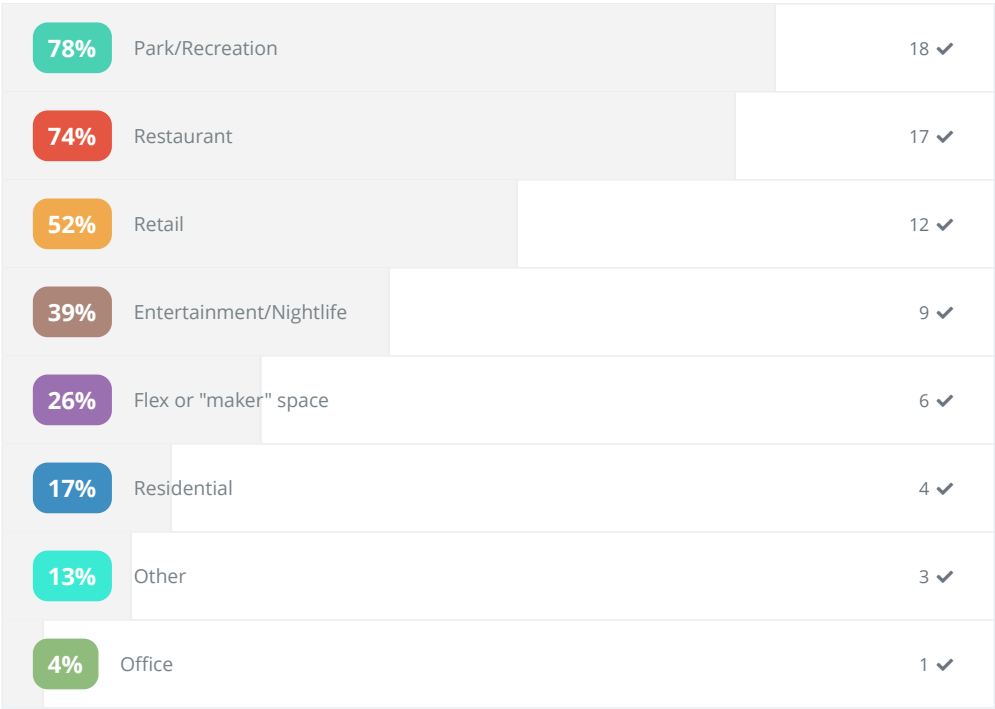 78% Park/Recreation 18
74% Restaurant 17
52% Retail 12
39% Entertainment/Nightlife 9
26% Flex or "maker" space 6
17% Residential 4
13% Other 3
4% Office 1